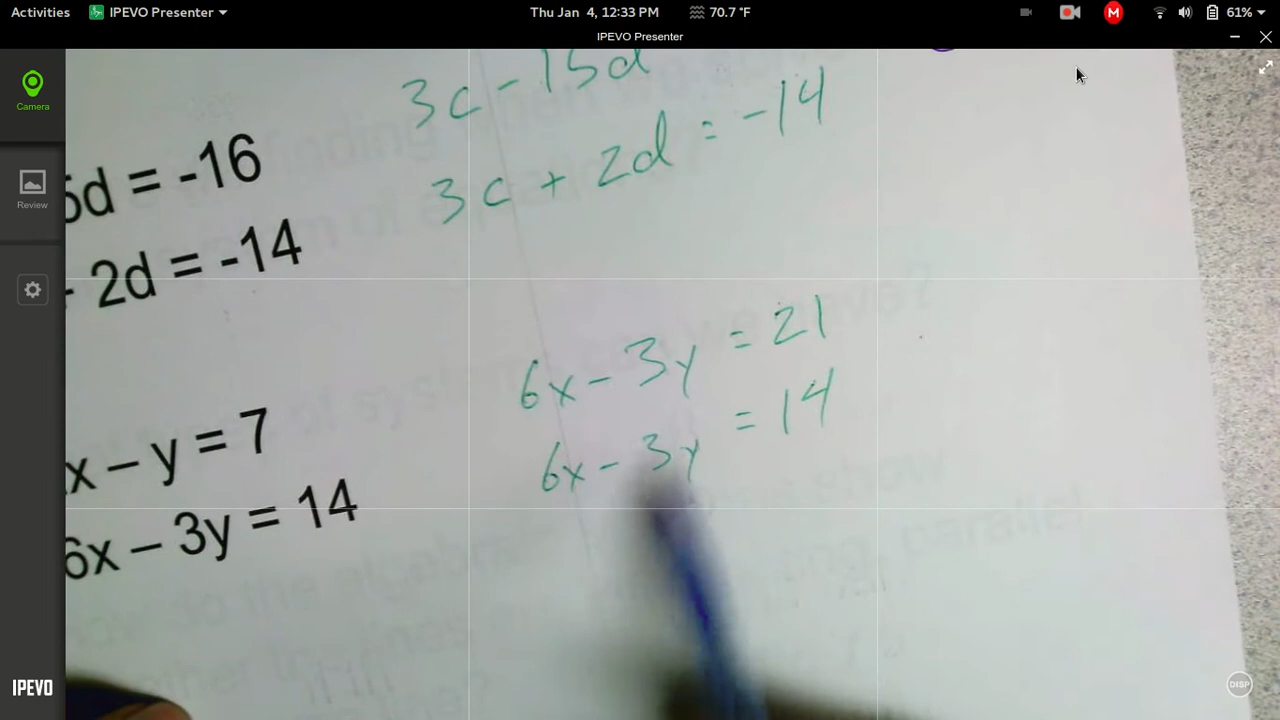 Activities IPEVO Presenter Thu Jan 4, 12:33 PM 70.7 °F M 61%
IPEVO Presenter
Camera
Review
IPEVO
DISP
3c - 15d
3c + 2d = -14
5d = -16
- 2d = -14
6x - 3y = 21
6x - 3y = 14
x – y = 7
6x – 3y = 14